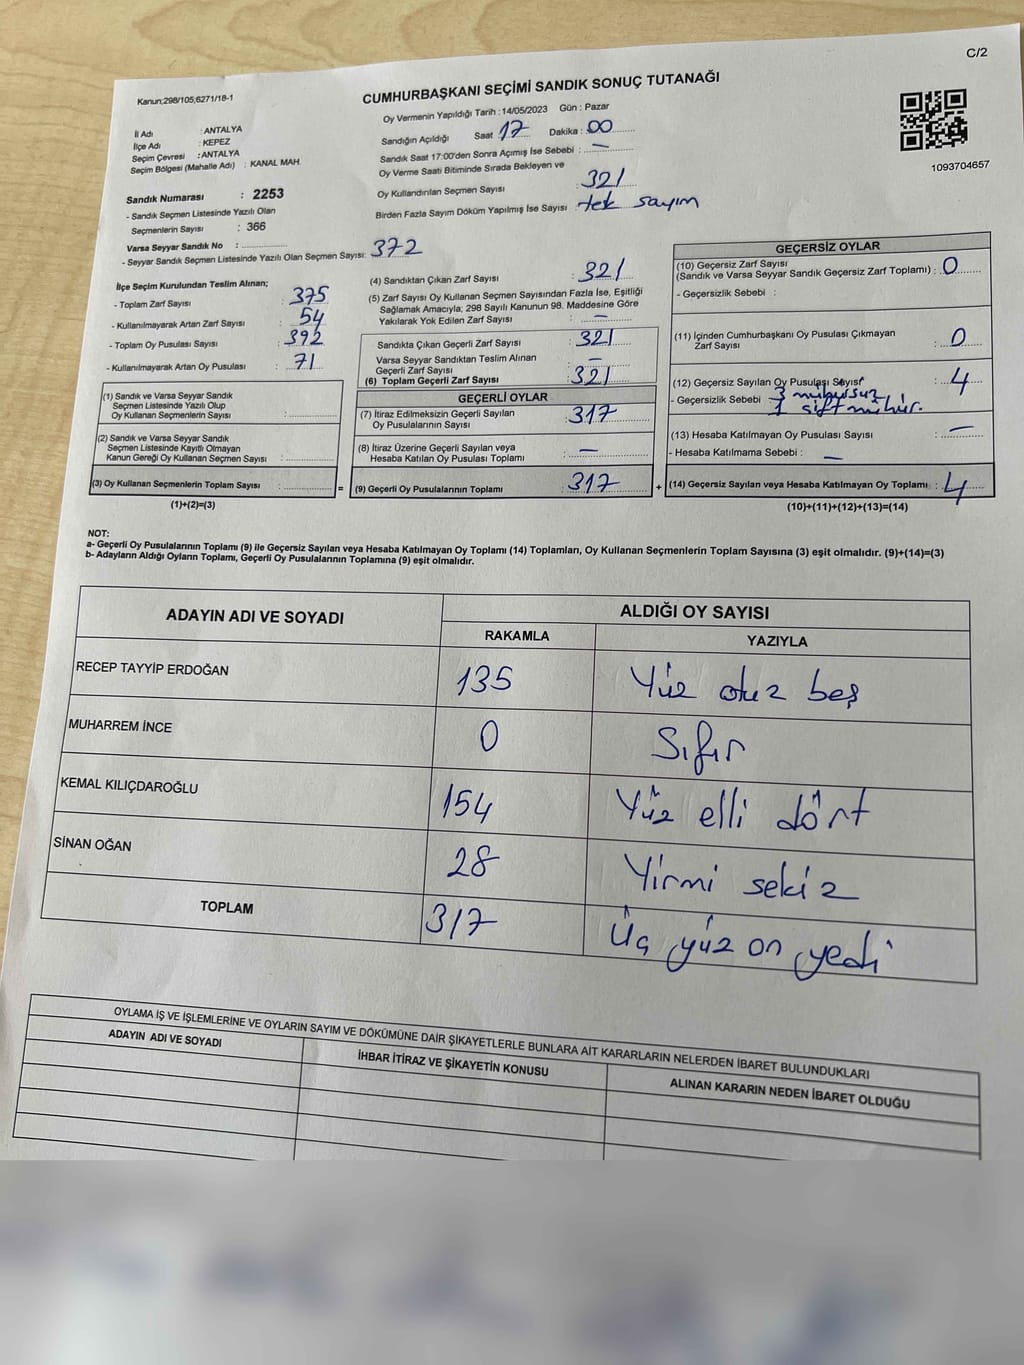 C/2
Kanun;298/105;6271/18-1
CUMHURBAŞKANI SEÇİMİ SANDIK SONUÇ TUTANAĞI
Oy Vermenin Yapıldığı Tarih : 14/05/2023 Gün : Pazar
İl Adı : ANTALYA
İlçe Adı : KEPEZ
Seçim Çevresi : ANTALYA
Seçim Bölgesi (Mahalle Adı) : KANAL MAH.
Sandığın Açıldığı Saat 17 Dakika : 00
Sandık Saat 17:00'den Sonra Açımış İse Sebebi : —
Oy Verme Saati Bitiminde Sırada Bekleyen ve
Oy Kullandırılan Seçmen Sayısı 321
Birden Fazla Sayım Döküm Yapılmış İse Sayısı tek sayım
1093704657
Sandık Numarası : 2253
- Sandık Seçmen Listesinde Yazılı Olan
Seçmenlerin Sayısı : 366
Varsa Seyyar Sandık No :
- Seyyar Sandık Seçmen Listesinde Yazılı Olan Seçmen Sayısı: 372
İlçe Seçim Kurulundan Teslim Alınan;
- Toplam Zarf Sayısı : 375
- Kullanılmayarak Artan Zarf Sayısı : 54
- Toplam Oy Pusulası Sayısı : 392
- Kullanılmayarak Artan Oy Pusulası : 71
(1) Sandık ve Varsa Seyyar Sandık
Seçmen Listesinde Yazılı Olup
Oy Kullanan Seçmenlerin Sayısı :
(2) Sandık ve Varsa Seyyar Sandık
Seçmen Listesinde Kayıtlı Olmayan
Kanun Gereği Oy Kullanan Seçmen Sayısı :
(3) Oy Kullanan Seçmenlerin Toplam Sayısı :
(1)+(2)=(3)
=
(4) Sandıktan Çıkan Zarf Sayısı : 321
(5) Zarf Sayısı Oy Kullanan Seçmen Sayısından Fazla İse, Eşitliği
Sağlamak Amacıyla; 298 Sayılı Kanunun 98. Maddesine Göre
Yakılarak Yok Edilen Zarf Sayısı : —
Sandıkta Çıkan Geçerli Zarf Sayısı : 321
Varsa Seyyar Sandıktan Teslim Alınan
Geçerli Zarf Sayısı : —
(6) Toplam Geçerli Zarf Sayısı : 321
GEÇERLİ OYLAR
(7) İtiraz Edilmeksizin Geçerli Sayılan
Oy Pusulalarının Sayısı : 317
(8) İtiraz Üzerine Geçerli Sayılan veya
Hesaba Katılan Oy Pusulası Toplamı : —
(9) Geçerli Oy Pusulalarının Toplamı : 317
+
GEÇERSİZ OYLAR
(10) Geçersiz Zarf Sayısı
(Sandık ve Varsa Seyyar Sandık Geçersiz Zarf Toplamı) : 0
- Geçersizlik Sebebi :
(11) İçinden Cumhurbaşkanı Oy Pusulası Çıkmayan
Zarf Sayısı : 0
(12) Geçersiz Sayılan Oy Pusulası Sayısı : 4
- Geçersizlik Sebebi 3 mühürsüz
1 çift mühür.
(13) Hesaba Katılmayan Oy Pusulası Sayısı : —
- Hesaba Katılmama Sebebi : —
(14) Geçersiz Sayılan veya Hesaba Katılmayan Oy Toplamı : 4
(10)+(11)+(12)+(13)=(14)
NOT:
a- Geçerli Oy Pusulalarının Toplamı (9) ile Geçersiz Sayılan veya Hesaba Katılmayan Oy Toplamı (14) Toplamları, Oy Kullanan Seçmenlerin Toplam Sayısına (3) eşit olmalıdır. (9)+(14)=(3)
b- Adayların Aldığı Oyların Toplamı, Geçerli Oy Pusulalarının Toplamına (9) eşit olmalıdır.
ADAYIN ADI VE SOYADI ALDIĞI OY SAYISI
RAKAMLA YAZIYLA
RECEP TAYYİP ERDOĞAN 135 Yüz otuz beş
MUHARREM İNCE 0 Sıfır
KEMAL KILIÇDAROĞLU 154 Yüz elli dört
SİNAN OĞAN 28 Yirmi sekiz
TOPLAM 317 Üç yüz on yedi
OYLAMA İŞ VE İŞLEMLERİNE VE OYLARIN SAYIM VE DÖKÜMÜNE DAİR ŞİKAYETLERLE BUNLARA AİT KARARLARIN NELERDEN İBARET BULUNDUKLARI
ADAYIN ADI VE SOYADI İHBAR İTİRAZ VE ŞİKAYETİN KONUSU ALINAN KARARIN NEDEN İBARET OLDUĞU